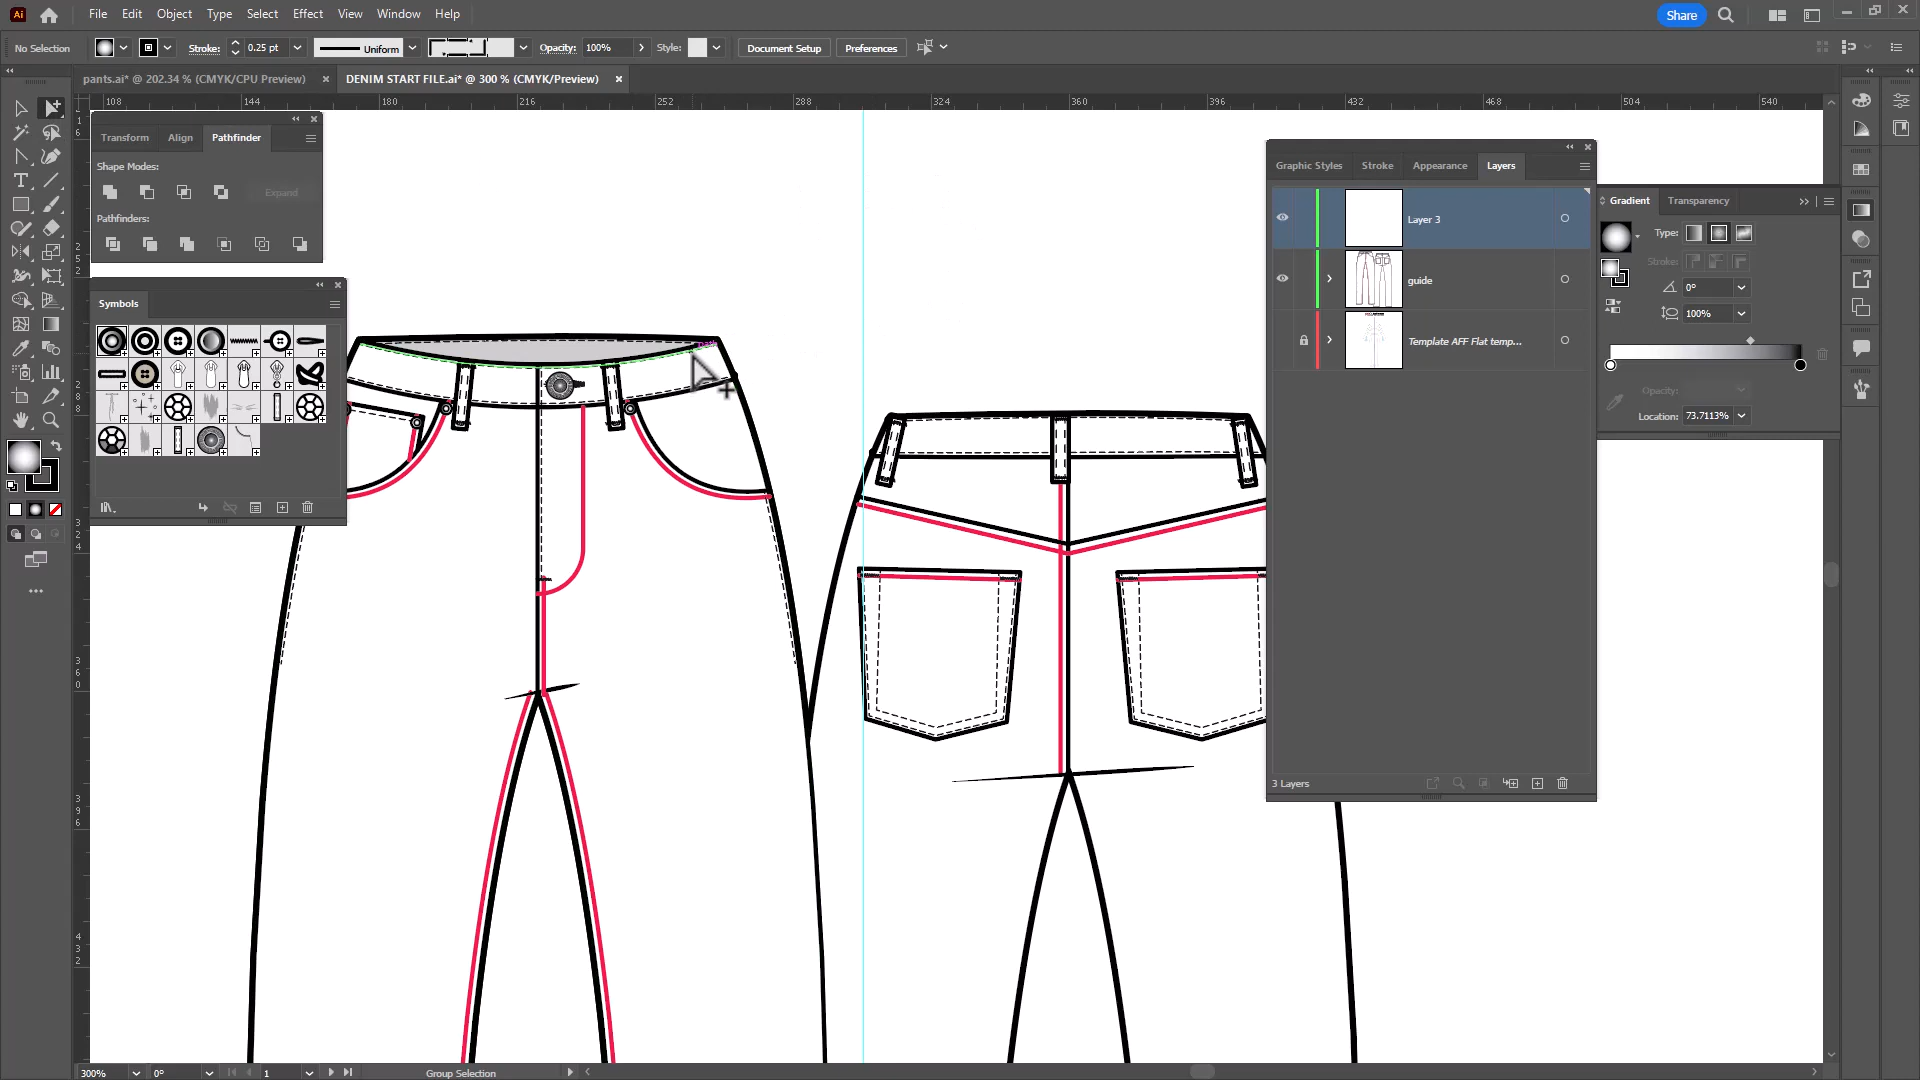 Ai File Edit Object Type Select Effect View Window Help Share
No Selection Stroke: 0.25 pt Uniform Opacity: 100% Style: Document Setup Preferences
pants.ai* @ 202.34 % (CMYK/CPU Preview) × DENIM START FILE.ai* @ 300 % (CMYK/Preview) ×
108 144 180 216 252 288 324 360 396 432 468 504 540
Transform Align Pathfinder
Shape Modes:
Expand
Pathfinders:
Symbols
Graphic Styles Stroke Appearance Layers
Layer 3
guide
Template AFF Flat temp...
3 Layers
Gradient Transparency
Type:
Stroke:
0°
100%
Opacity:
Location: 73.7113%
300% 0° 1 Group Selection